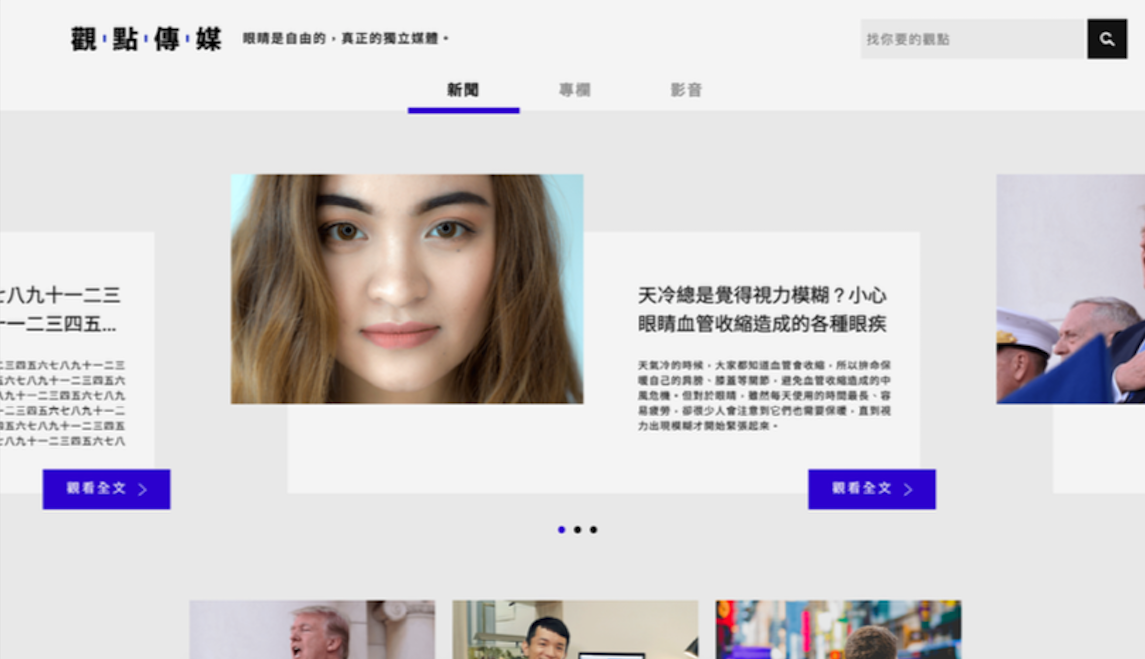 觀·點·傳·媒
眼睛是自由的，真正的獨立媒體。
找你要的觀點
新聞
專欄
影音
七八九十一二三
十一二三四五...
二三四五六七八九十一二三
五六七八九十一二三四五六
八九十一二三四五六七八九
十一二三四五六七八九十一二
四五六七八九十一二三四五
七八九十一二三四五六七八
觀看全文
天冷總是覺得視力模糊？小心
眼睛血管收縮造成的各種眼疾
天氣冷的時候，大家都知道血管會收縮，所以拚命保
暖自己的肩膀、膝蓋等關節，避免血管收縮造成的中
風危機。但對於眼睛，雖然每天使用的時間最長、容
易疲勞，卻很少人會注意到它們也需要保暖，直到視
力出現模糊才開始緊張起來。
觀看全文